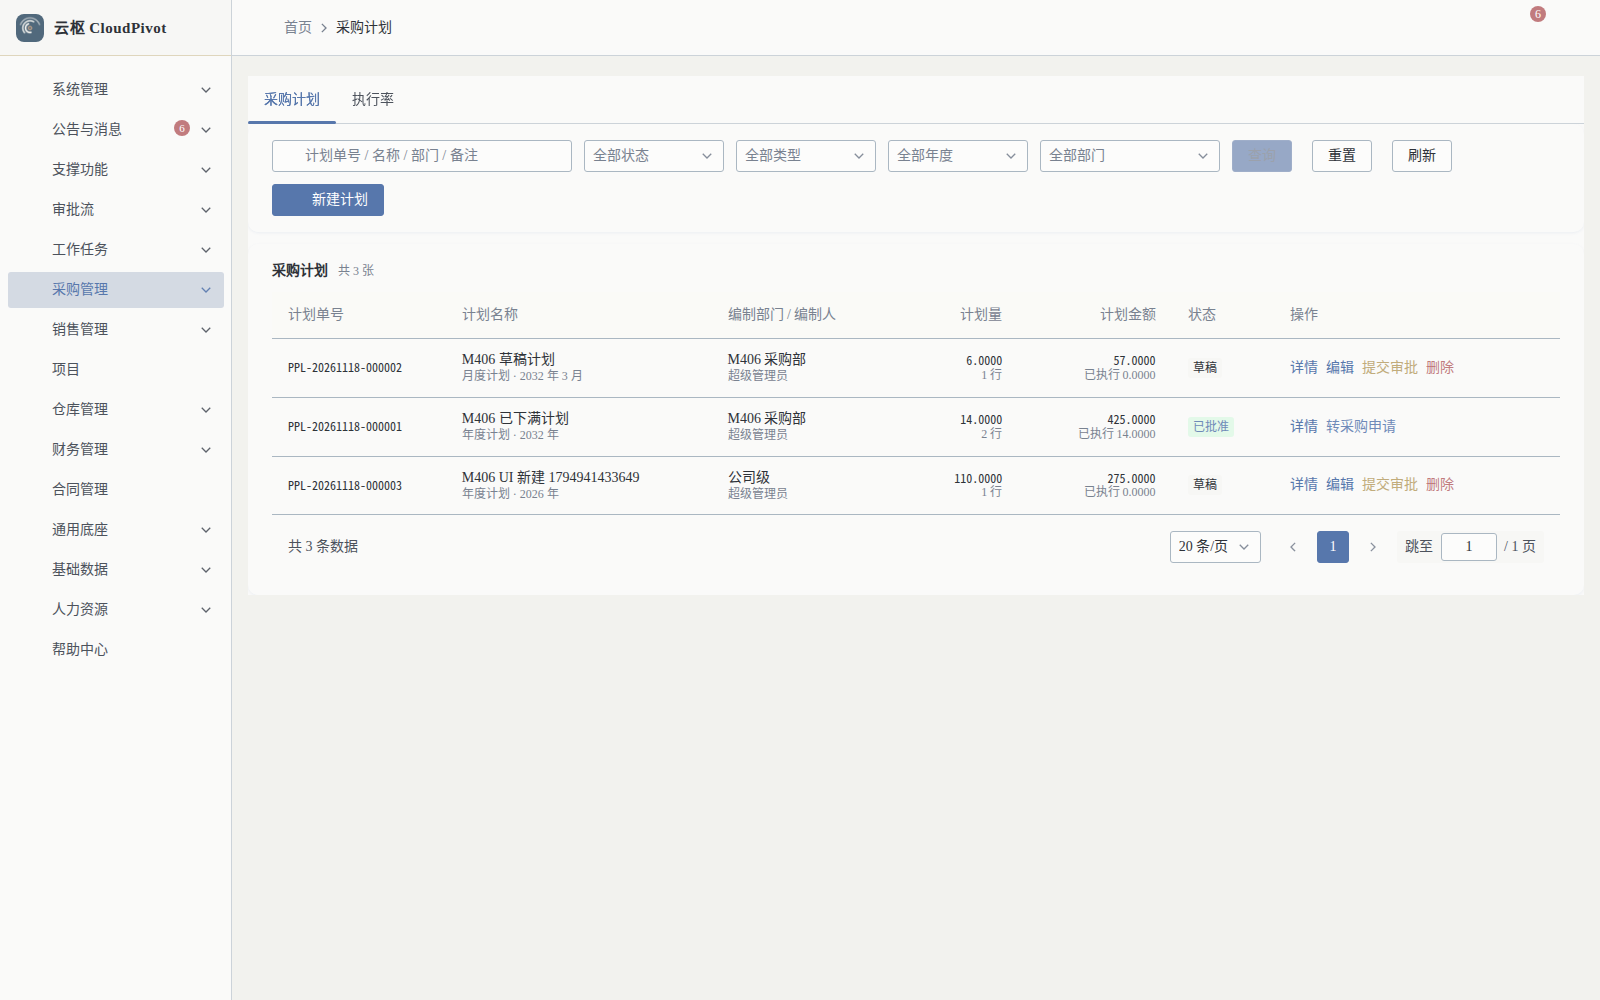 云枢 CloudPivot
首页 > 采购计划
6
系统管理
公告与消息 6
支撑功能
审批流
工作任务
采购管理
销售管理
项目
仓库管理
财务管理
合同管理
通用底座
基础数据
人力资源
帮助中心
采购计划 执行率
计划单号 / 名称 / 部门 / 备注 全部状态 全部类型 全部年度 全部部门 查询 重置 刷新
新建计划
采购计划 共 3 张
计划单号 计划名称 编制部门 / 编制人 计划量 计划金额 状态 操作
PPL-20261118-000002 M406 草稿计划 M406 采购部 6.0000 57.0000 草稿 详情 编辑 提交审批 删除
月度计划 · 2032 年 3 月 超级管理员 1 行 已执行 0.0000
PPL-20261118-000001 M406 已下满计划 M406 采购部 14.0000 425.0000 已批准 详情 转采购申请
年度计划 · 2032 年 超级管理员 2 行 已执行 14.0000
PPL-20261118-000003 M406 UI 新建 1794941433649 公司级 110.0000 275.0000 草稿 详情 编辑 提交审批 删除
年度计划 · 2026 年 超级管理员 1 行 已执行 0.0000
共 3 条数据 20 条/页 1 跳至 1 / 1 页